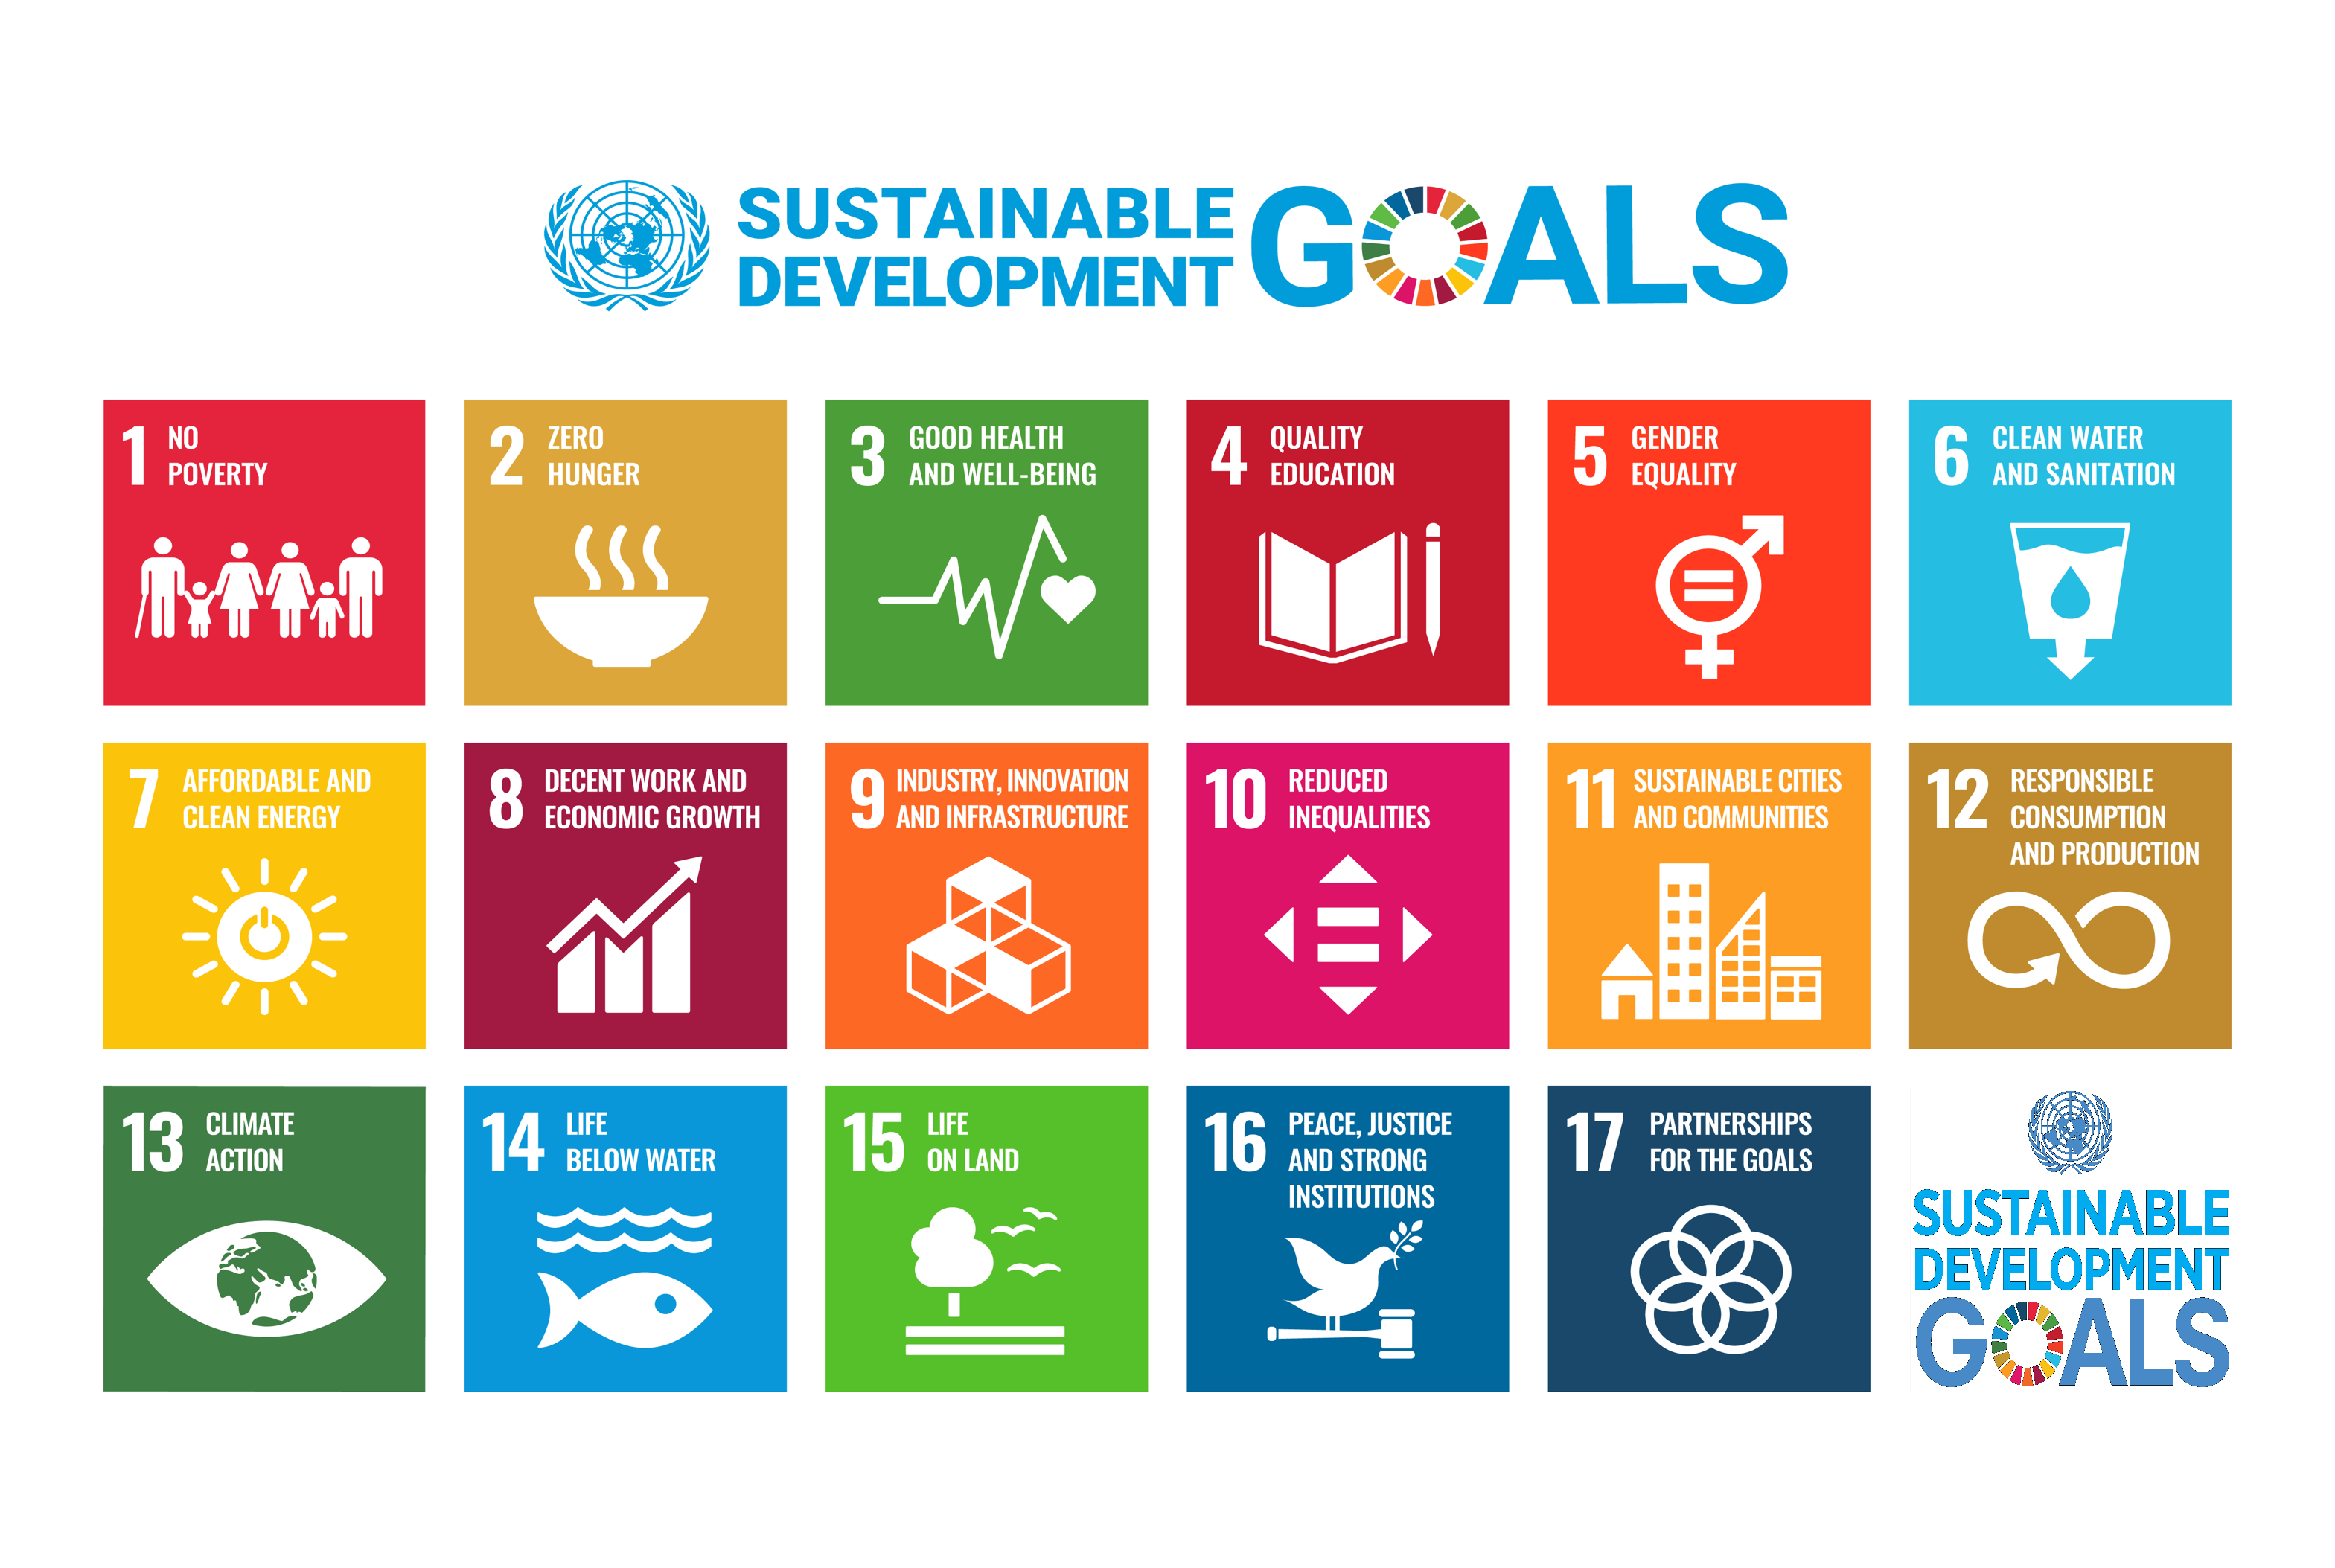 SUSTAINABLE
DEVELOPMENT
GOALS
1 NO
POVERTY
2 ZERO
HUNGER
3 GOOD HEALTH
AND WELL-BEING
4 QUALITY
EDUCATION
5 GENDER
EQUALITY
6 CLEAN WATER
AND SANITATION
7 AFFORDABLE AND
CLEAN ENERGY
8 DECENT WORK AND
ECONOMIC GROWTH
9 INDUSTRY, INNOVATION
AND INFRASTRUCTURE
10 REDUCED
INEQUALITIES
11 SUSTAINABLE CITIES
AND COMMUNITIES
12 RESPONSIBLE
CONSUMPTION
AND PRODUCTION
13 CLIMATE
ACTION
14 LIFE
BELOW WATER
15 LIFE
ON LAND
16 PEACE, JUSTICE
AND STRONG
INSTITUTIONS
17 PARTNERSHIPS
FOR THE GOALS
SUSTAINABLE
DEVELOPMENT
GOALS